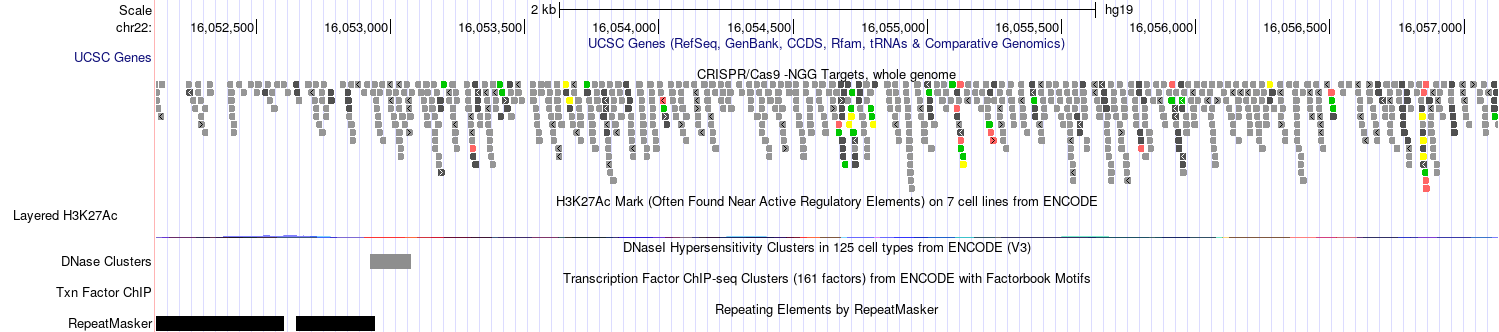 Scale 2 kb hg19
chr22: 16,052,500 16,053,000 16,053,500 16,054,000 16,054,500 16,055,000 16,055,500 16,056,000 16,056,500 16,057,000
UCSC Genes (RefSeq, GenBank, CCDS, Rfam, tRNAs & Comparative Genomics)
UCSC Genes
CRISPR/Cas9 -NGG Targets, whole genome
H3K27Ac Mark (Often Found Near Active Regulatory Elements) on 7 cell lines from ENCODE
Layered H3K27Ac
DNaseI Hypersensitivity Clusters in 125 cell types from ENCODE (V3)
DNase Clusters
Transcription Factor ChIP-seq Clusters (161 factors) from ENCODE with Factorbook Motifs
Txn Factor ChIP
Repeating Elements by RepeatMasker
RepeatMasker